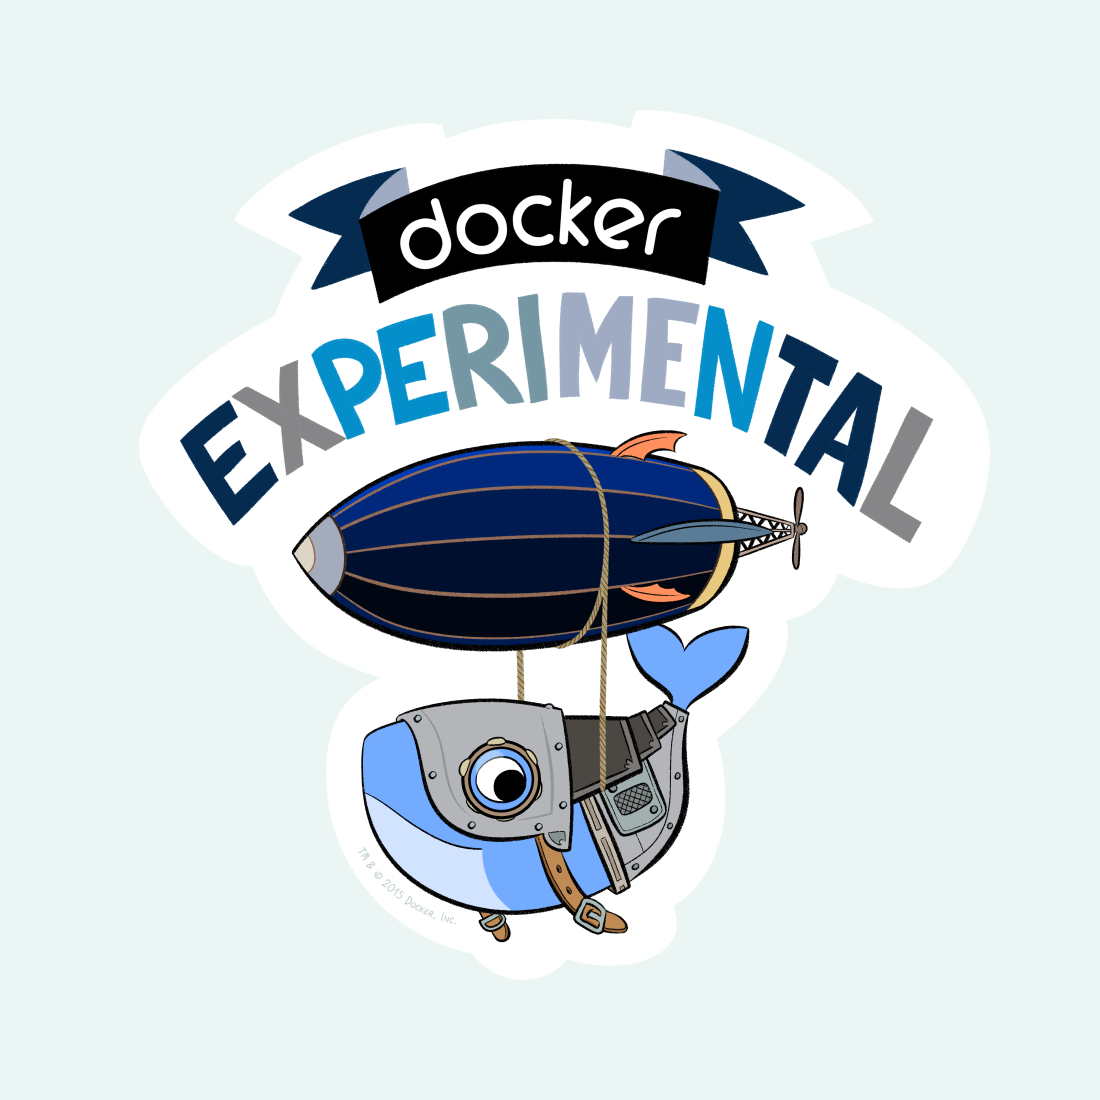 docker
EXPERIMENTAL
TM & © 2015 DOCKER, INC.